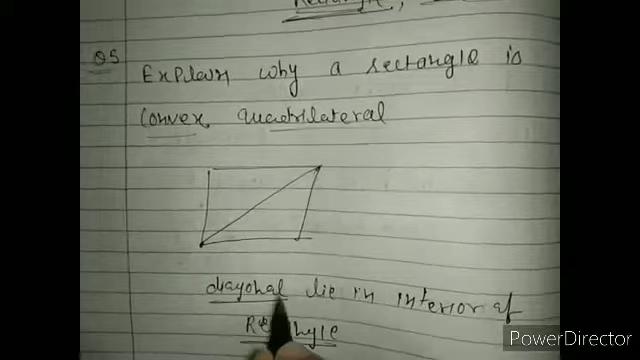 Rectangle,
Q5
Explain why a rectangle is
Convex Quadrilateral
diagonal lie in interior of
PowerDirector